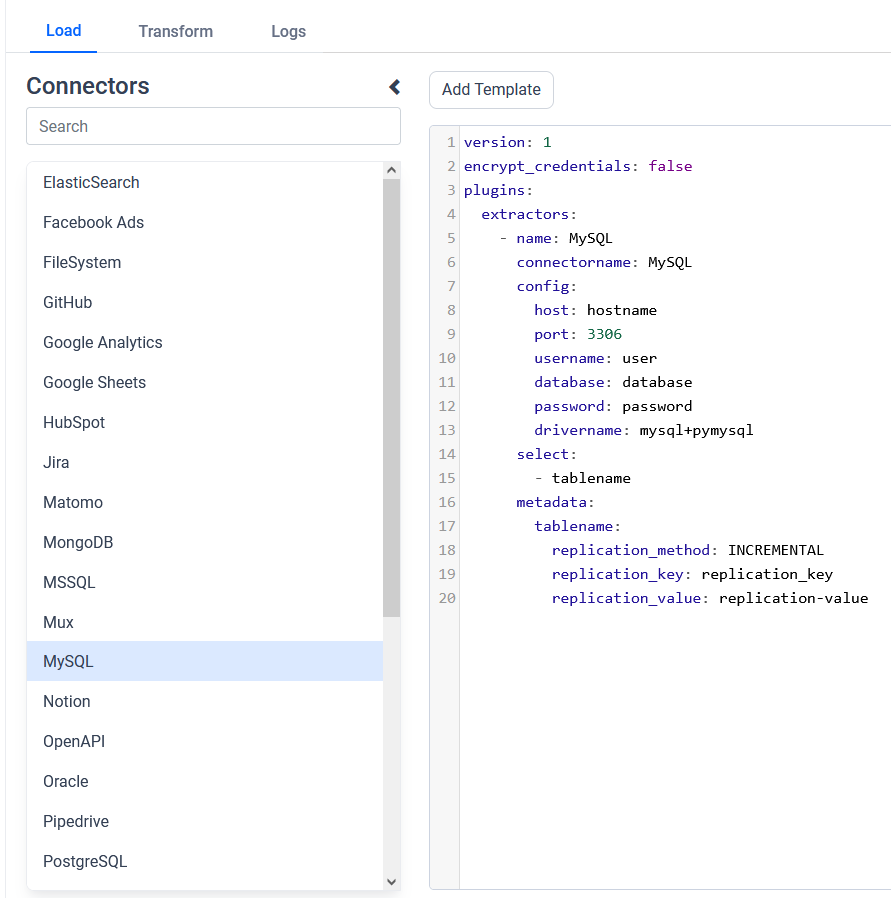 Load Transform Logs
Connectors
Search
ElasticSearch
Facebook Ads
FileSystem
GitHub
Google Analytics
Google Sheets
HubSpot
Jira
Matomo
MongoDB
MSSQL
Mux
MySQL
Notion
OpenAPI
Oracle
Pipedrive
PostgreSQL
Add Template
1 version: 1
2 encrypt_credentials: false
3 plugins:
4   extractors:
5     - name: MySQL
6       connectorname: MySQL
7       config:
8         host: hostname
9         port: 3306
10         username: user
11         database: database
12         password: password
13         drivername: mysql+pymysql
14       select:
15         - tablename
16       metadata:
17         tablename:
18           replication_method: INCREMENTAL
19           replication_key: replication_key
20           replication_value: replication-value